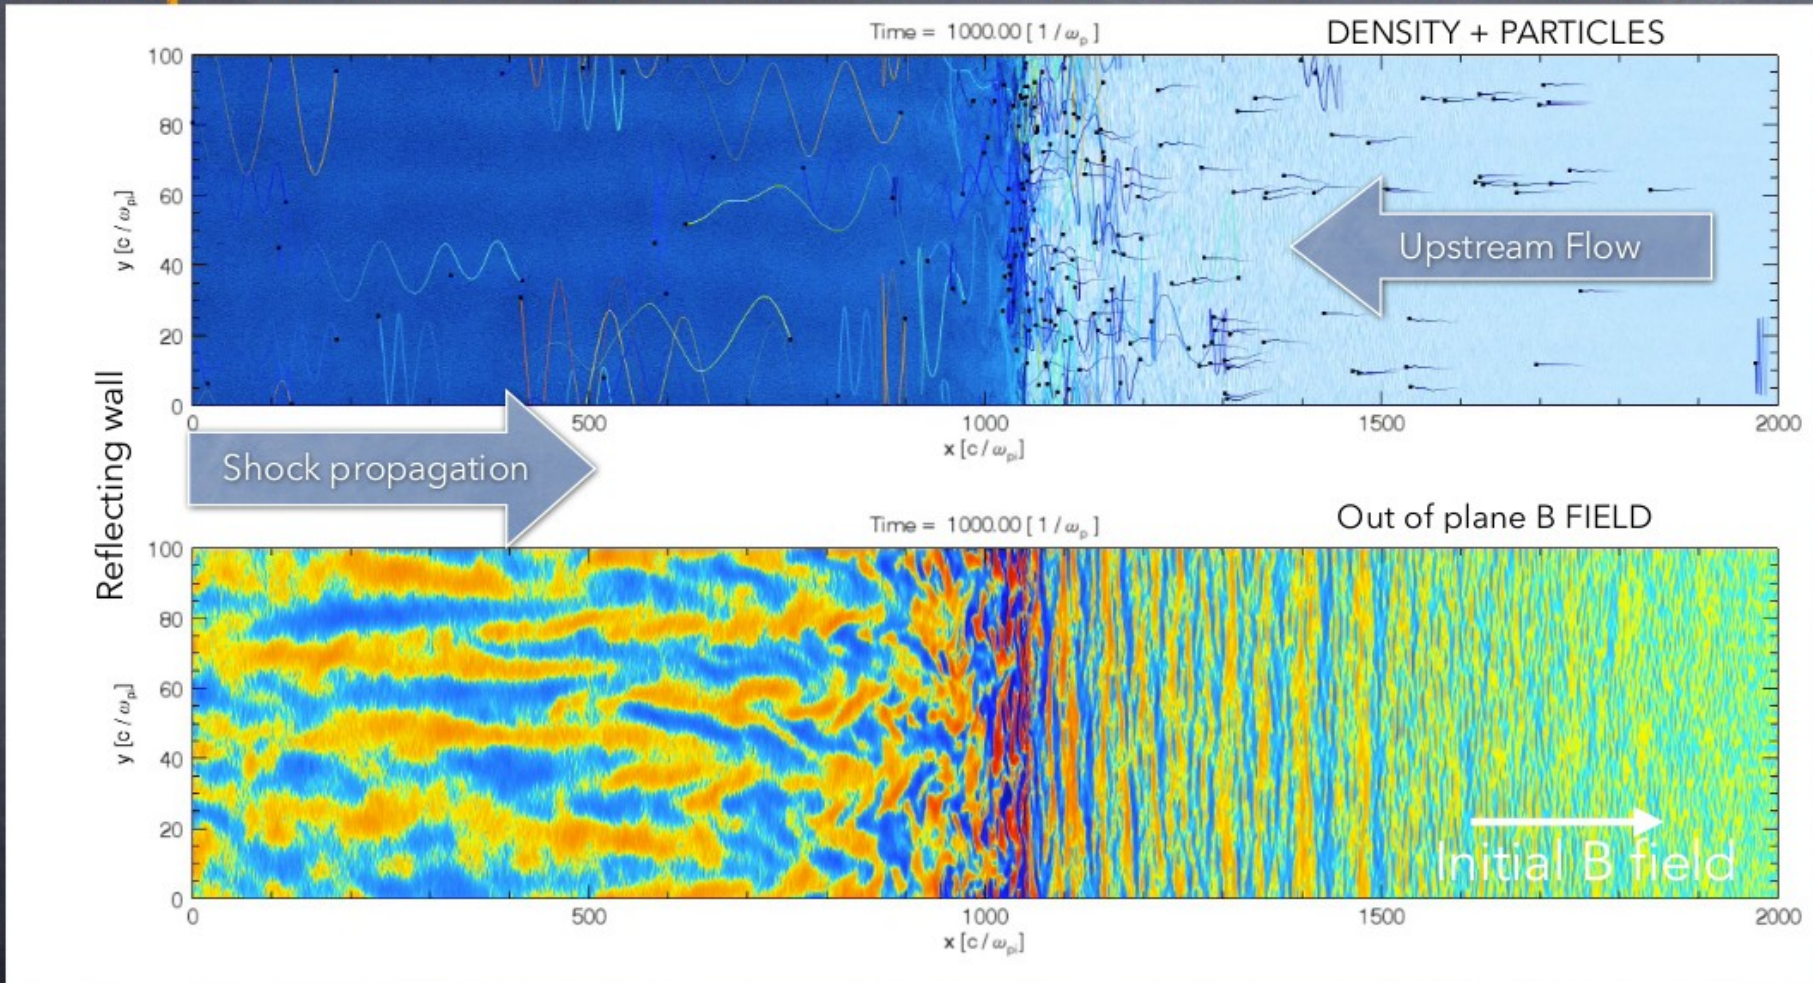 Time = 1000.00 [ 1 / ωp ]
DENSITY + PARTICLES
100
80
60
40
20
0
y [c / ωpi]
Upstream Flow
0
500
1000
1500
2000
x [c / ωpi]
Reflecting wall
Shock propagation
Time = 1000.00 [ 1 / ωp ]
Out of plane B FIELD
100
80
60
40
20
0
y [c / ωpi]
Initial B field
0
500
1000
1500
2000
x [c / ωpi]